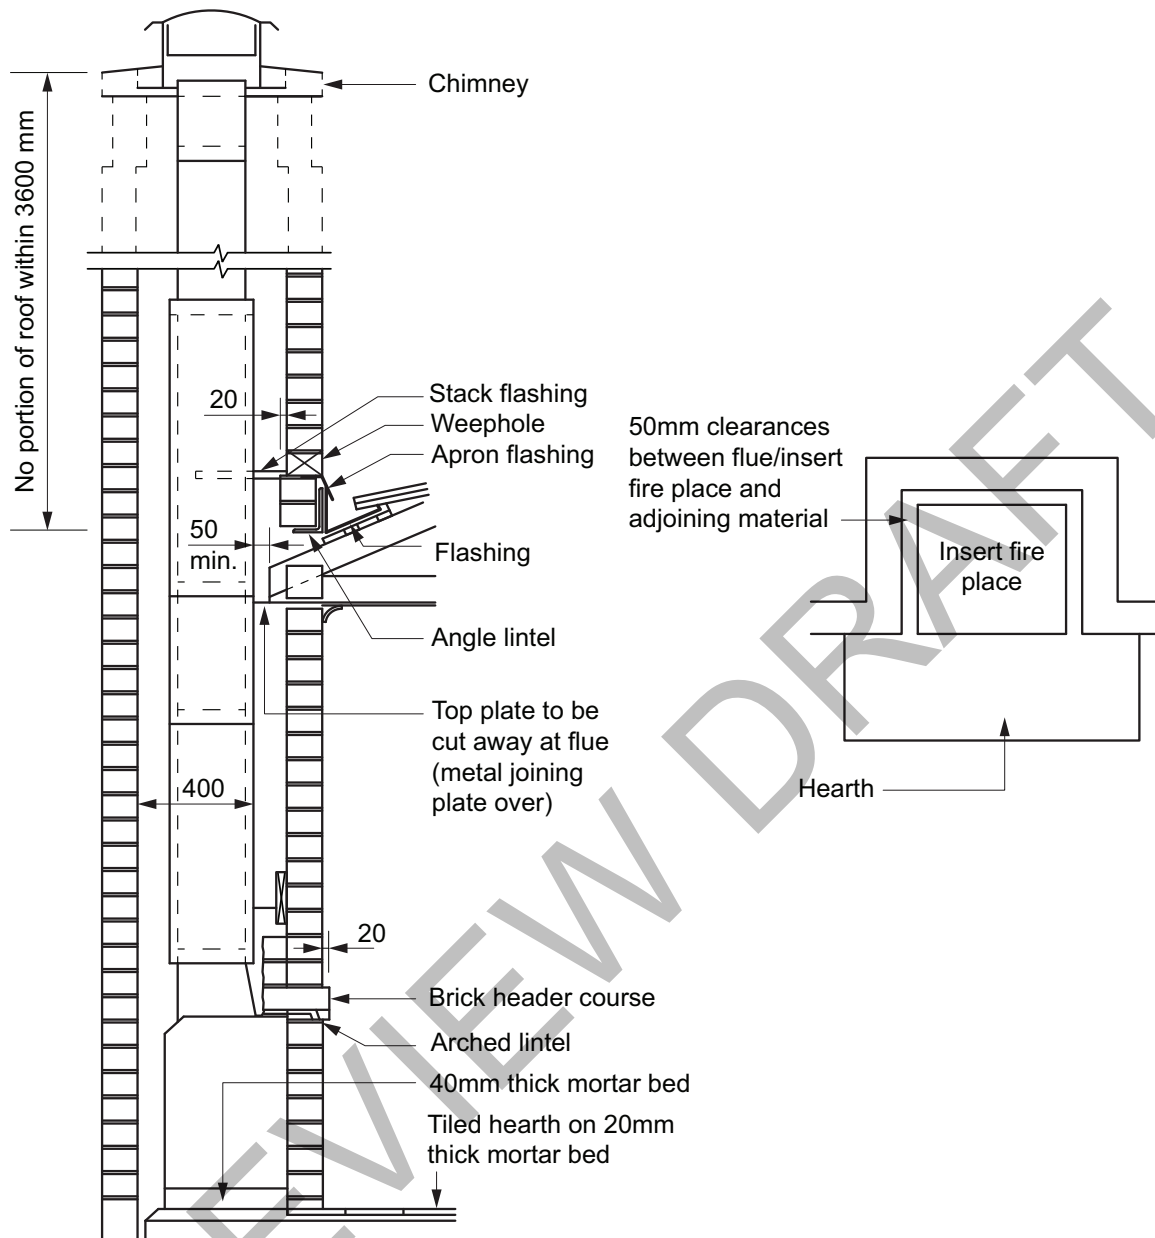 Chimney
No portion of roof within 3600 mm
Stack flashing
20
Weephole
Apron flashing
50
min.
Flashing
Angle lintel
Top plate to be
cut away at flue
(metal joining
plate over)
400
20
Brick header course
Arched lintel
40mm thick mortar bed
Tiled hearth on 20mm
thick mortar bed
50mm clearances
between flue/insert
fire place and
adjoining material
Insert fire
place
Hearth
EVIEW DRAFT